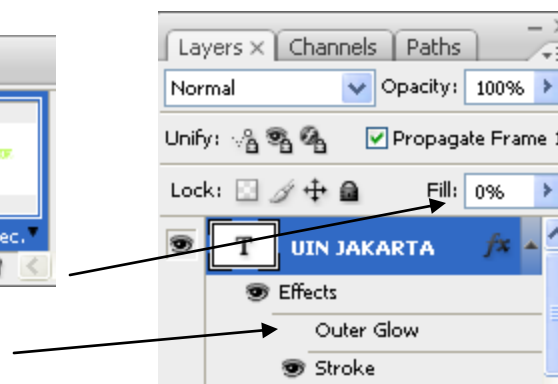 Layers × Channels Paths
Normal Opacity: 100%
Unify: Propagate Frame 1
Lock: Fill: 0%
ec.
T UIN JAKARTA fx
Effects
Outer Glow
Stroke